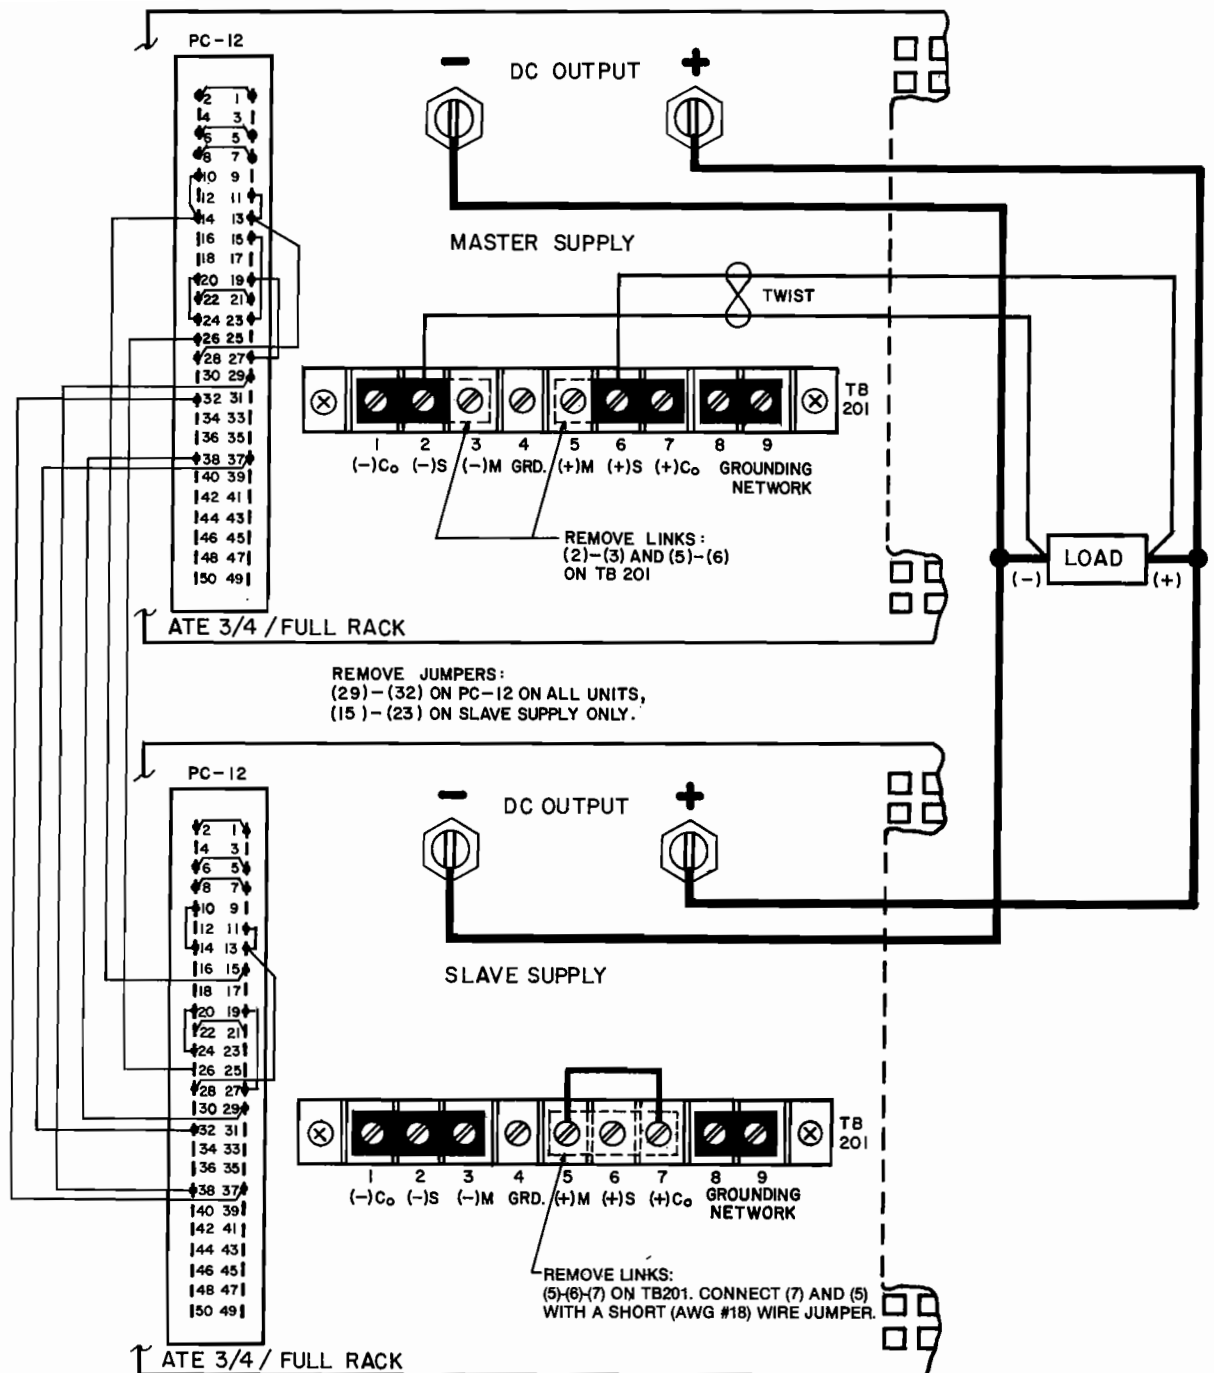 PC-12
− DC OUTPUT +
2 1
4 3
6 5
8 7
10 9
12 11
14 13
16 15
18 17
20 19
22 21
24 23
26 25
28 27
30 29
32 31
34 33
36 35
38 37
40 39
42 41
44 43
46 45
48 47
50 49
MASTER SUPPLY
TWIST
TB
201
1 2 3 4 5 6 7 8 9
(-)Co (-)S (-)M GRD. (+)M (+)S (+)Co GROUNDING
NETWORK
REMOVE LINKS:
(2)-(3) AND (5)-(6)
ON TB 201
LOAD
(-) (+)
ATE 3/4 / FULL RACK
REMOVE JUMPERS:
(29)-(32) ON PC-12 ON ALL UNITS,
(15)-(23) ON SLAVE SUPPLY ONLY.
PC-12
− DC OUTPUT +
2 1
4 3
6 5
8 7
10 9
12 11
14 13
16 15
18 17
20 19
22 21
24 23
26 25
28 27
30 29
32 31
34 33
36 35
38 37
40 39
42 41
44 43
46 45
48 47
50 49
SLAVE SUPPLY
TB
201
1 2 3 4 5 6 7 8 9
(-)Co (-)S (-)M GRD. (+)M (+)S (+)Co GROUNDING
NETWORK
REMOVE LINKS:
(5)-(6)-(7) ON TB201. CONNECT (7) AND (5)
WITH A SHORT (AWG #18) WIRE JUMPER.
ATE 3/4 / FULL RACK